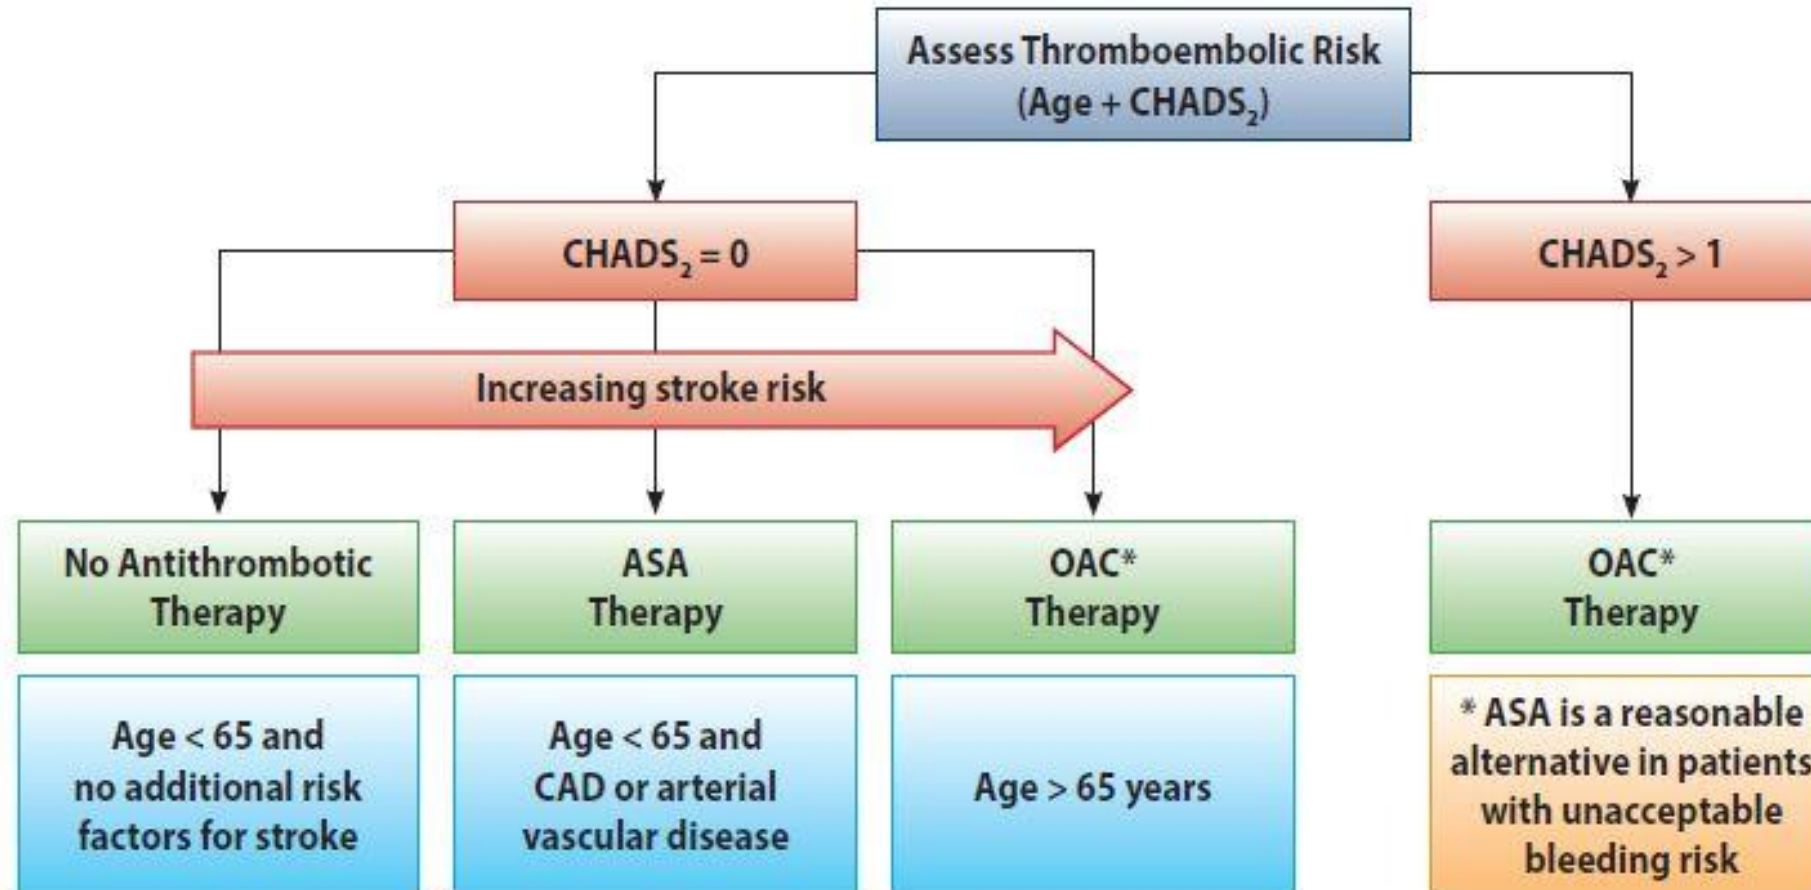 Assess Thromboembolic Risk
(Age + CHADS₂)
CHADS₂ = 0
CHADS₂ > 1
Increasing stroke risk
No Antithrombotic
Therapy
ASA
Therapy
OAC*
Therapy
OAC*
Therapy
Age < 65 and
no additional risk
factors for stroke
Age < 65 and
CAD or arterial
vascular disease
Age > 65 years
* ASA is a reasonable
alternative in patients
with unacceptable
bleeding risk